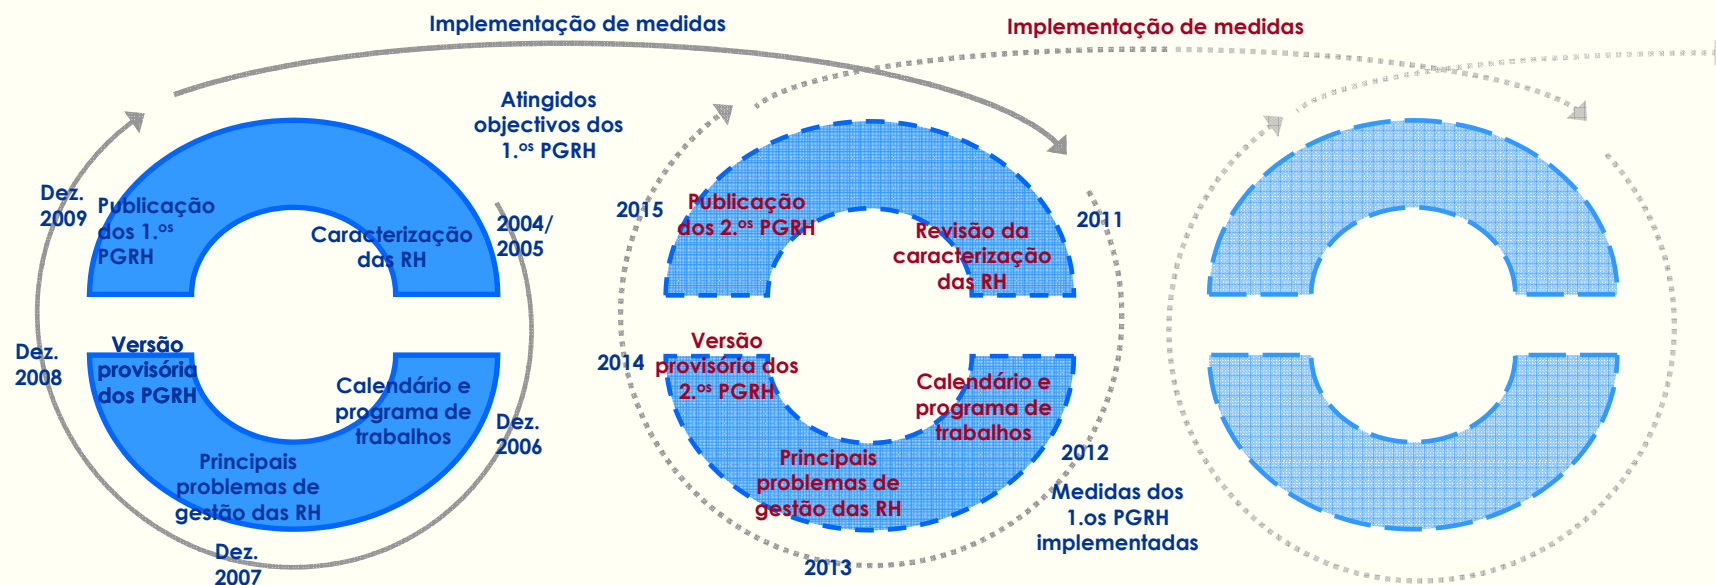 Implementação de medidas
Implementação de medidas
Atingidos
objectivos dos
1.ºˢ PGRH
Dez.
2009
Publicação
dos 1.ºˢ
PGRH
Caracterização
das RH
2004/
2005
Dez.
2008
Versão
provisória
dos PGRH
Calendário e
programa de
trabalhos
Dez.
2006
Principais
problemas de
gestão das RH
Dez.
2007
2015
Publicação
dos 2.ºˢ PGRH
Revisão da
caracterização
das RH
2011
2014
Versão
provisória dos
2.ºˢ PGRH
Calendário e
programa de
trabalhos
2012
Principais
problemas de
gestão das RH
Medidas dos
1.os PGRH
implementadas
2013